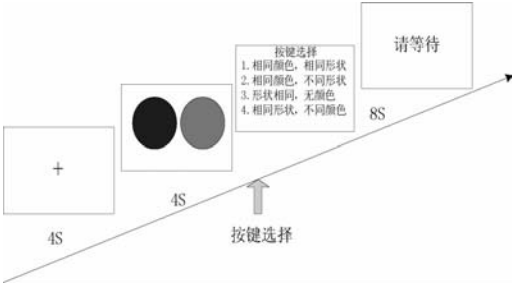 +
4S
4S
按键选择
1.相同颜色,相同形状
2.相同颜色,不同形状
3.形状相同,无颜色
4.相同形状,不同颜色
按键选择
请等待
8S